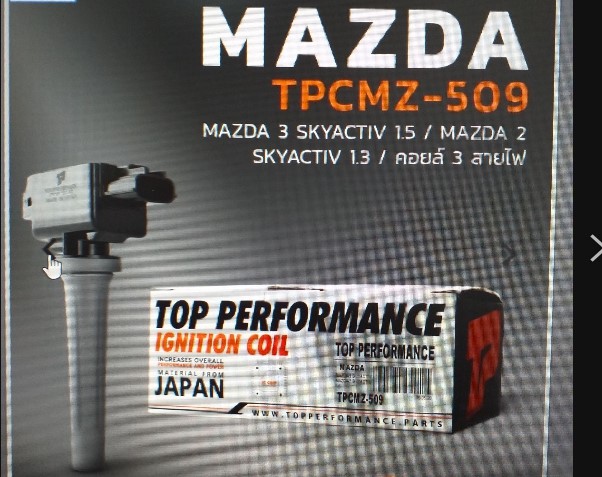 MAZDA
TPCMZ-509
MAZDA 3 SKYACTIV 1.5 / MAZDA 2
SKYACTIV 1.3 / คอยล์ 3 สายไฟ
TOP PERFORMANCE
IGNITION COIL
INCREASES OVERALL
PERFORMANCE AND POWER
MATERIAL FROM
JAPAN
TOP PERFORMANCE
MAZDA
TPCMZ-509
WWW.TOPPERFORMANCE.PARTS